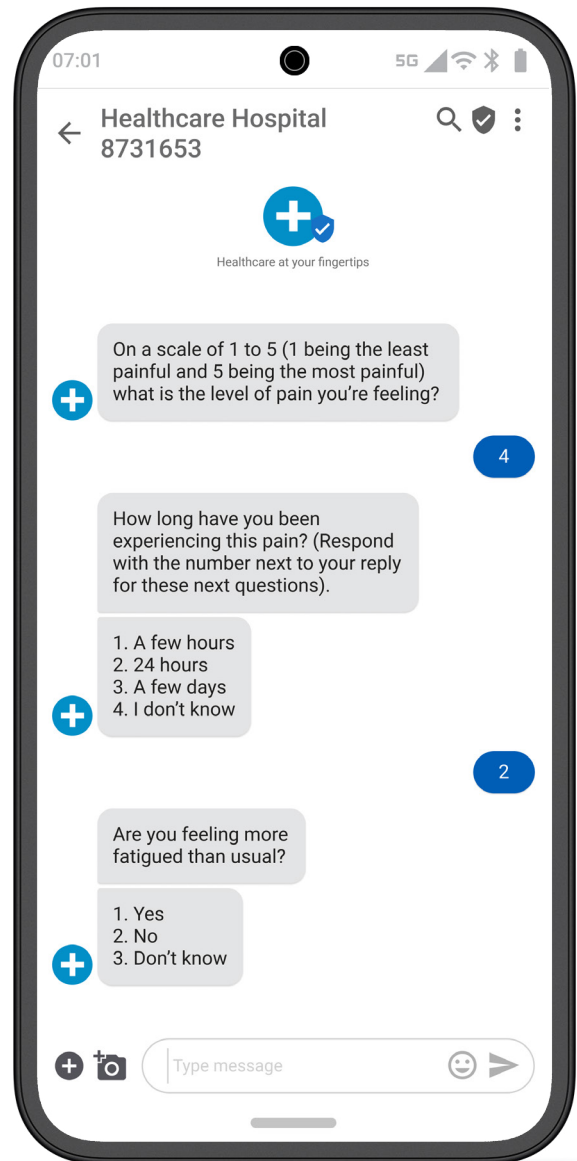 07:01
5G
Healthcare Hospital
8731653
Healthcare at your fingertips
On a scale of 1 to 5 (1 being the least
painful and 5 being the most painful)
what is the level of pain you’re feeling?
4
How long have you been
experiencing this pain? (Respond
with the number next to your reply
for these next questions).
1. A few hours
2. 24 hours
3. A few days
4. I don’t know
2
Are you feeling more
fatigued than usual?
1. Yes
2. No
3. Don’t know
Type message